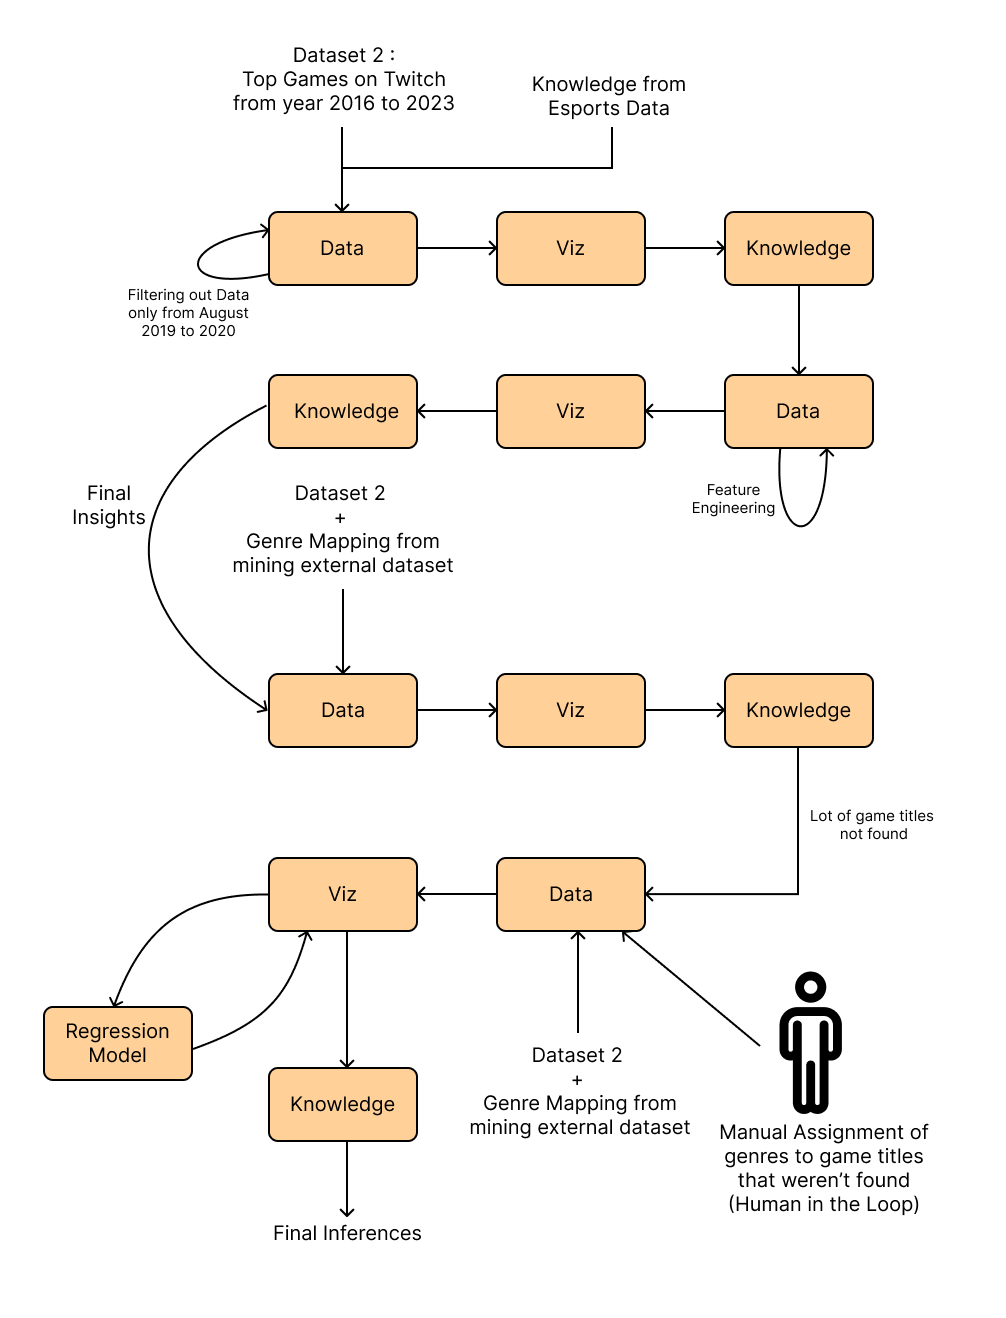 Dataset 2 :
Top Games on Twitch
from year 2016 to 2023
Knowledge from
Esports Data
Data
Viz
Knowledge
Filtering out Data
only from August
2019 to 2020
Knowledge
Viz
Data
Feature
Engineering
Final
Insights
Dataset 2
+
Genre Mapping from
mining external dataset
Data
Viz
Knowledge
Lot of game titles
not found
Viz
Data
Regression
Model
Knowledge
Dataset 2
+
Genre Mapping from
mining external dataset
Manual Assignment of
genres to game titles
that weren’t found
(Human in the Loop)
Final Inferences